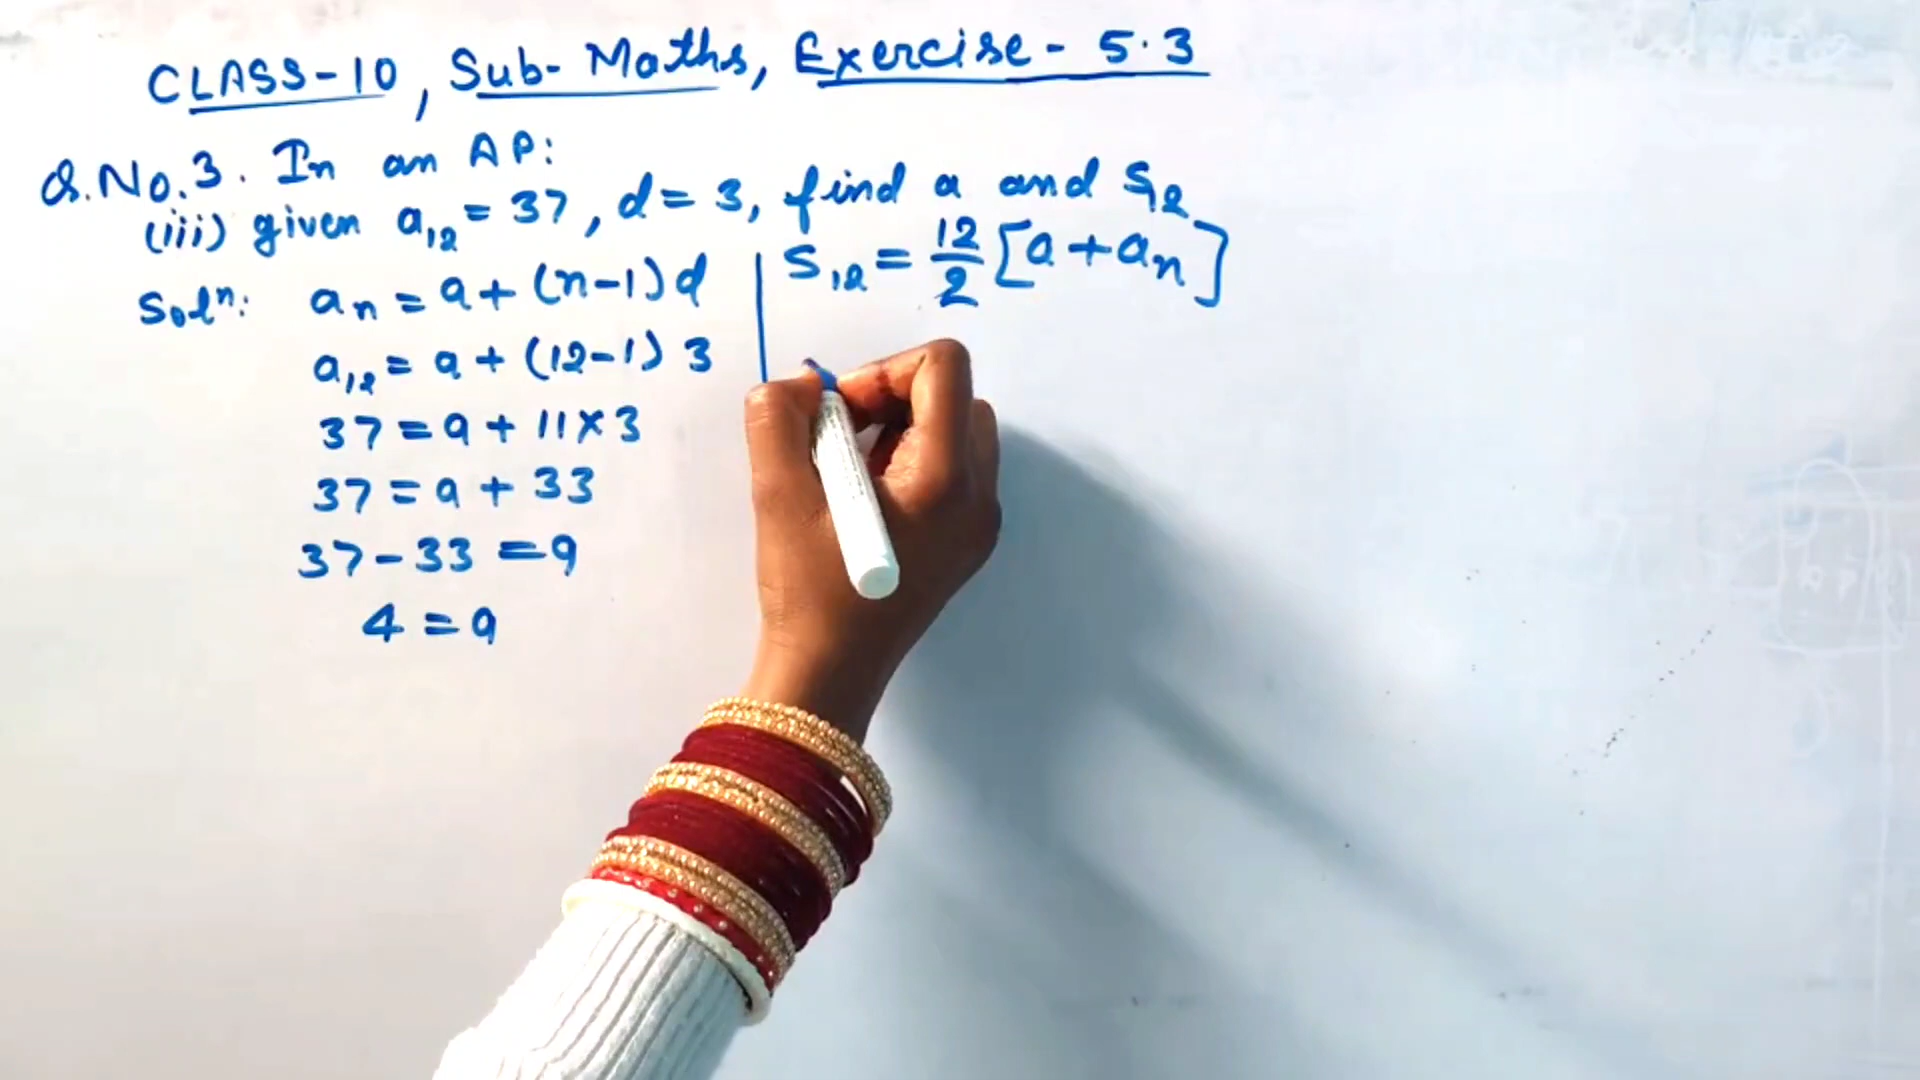 CLASS-10, Sub- Maths, Exercise - 5.3
Q.No.3. In an AP:
(iii) given a₁₂ = 37, d = 3, find a and S₁₂
Solⁿ: aₙ = a + (n-1)d
a₁₂ = a + (12-1) 3
37 = a + 11×3
37 = a + 33
37 - 33 = a
4 = a
S₁₂ = 12/2 [a + aₙ]